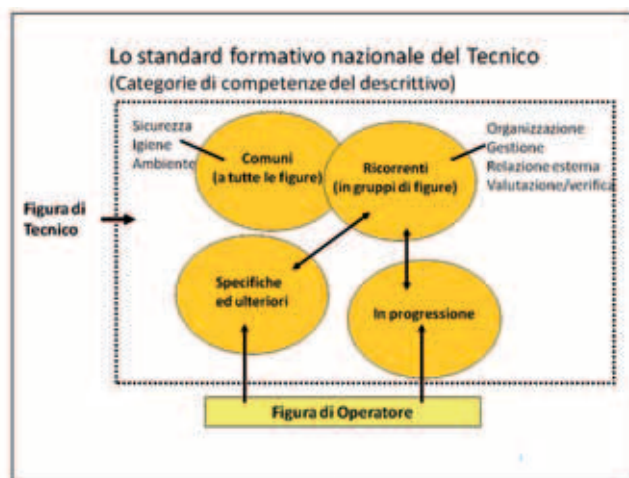 Lo standard formativo nazionale del Tecnico
(Categorie di competenze del descrittivo)
Sicurezza
Igiene
Ambiente
Comuni
(a tutte le figure)
Ricorrenti
(in gruppi di figure)
Organizzazione
Gestione
Relazione esterna
Valutazione/verifica
Figura di
Tecnico
Specifiche
ed ulteriori
In progressione
Figura di Operatore